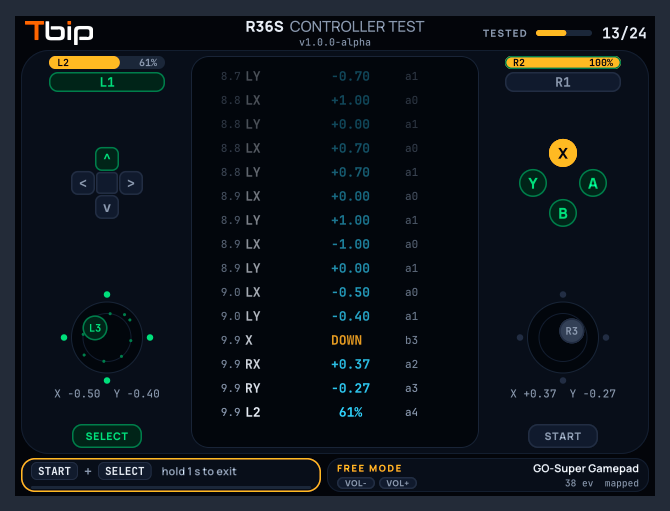 Tbip
R36S CONTROLLER TEST
v1.0.0-alpha
TESTED 13/24
L2 61%
L1
R2 100%
R1
8.7 LY -0.70 a1
8.8 LX +1.00 a0
8.8 LY +0.00 a1
8.8 LX +0.70 a0
8.8 LY +0.70 a1
8.9 LX +0.00 a0
8.9 LY +1.00 a1
8.9 LX -1.00 a0
8.9 LY +0.00 a1
9.0 LX -0.50 a0
9.0 LY -0.40 a1
9.9 X DOWN b3
9.9 RX +0.37 a2
9.9 RY -0.27 a3
9.9 L2 61% a4
^
< >
v
X
Y A
B
L3
X -0.50 Y -0.40
R3
X +0.37 Y -0.27
SELECT
START
START + SELECT hold 1 s to exit
FREE MODE
VOL- VOL+
GO-Super Gamepad
38 ev mapped